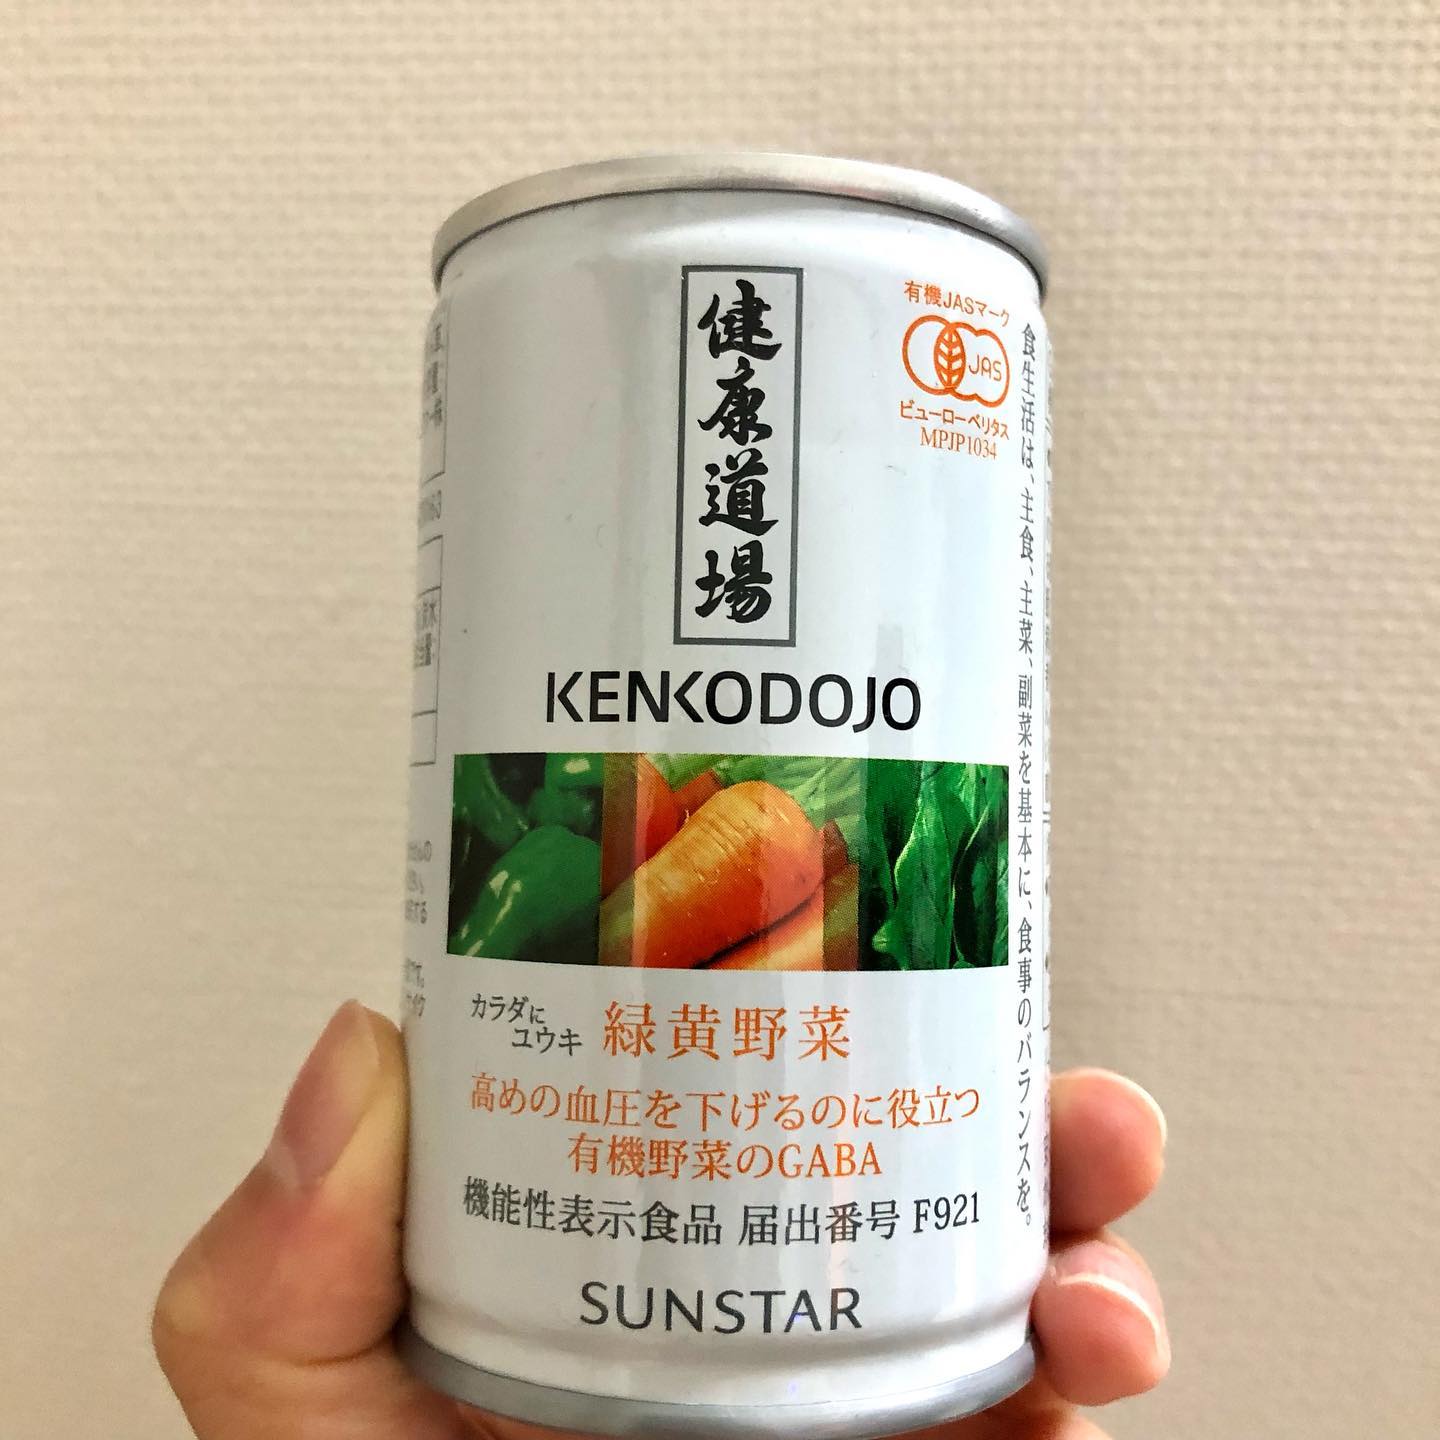 健康道場
有機JASマーク
JAS
ビューローベリタス
MPJP1034
KENKODOJO
カラダに
ユウキ
緑黄野菜
高めの血圧を下げるのに役立つ
有機野菜のGABA
機能性表示食品 届出番号 F921
SUNSTAR
食生活は、主食、主菜、副菜を基本に、食事のバランスを。